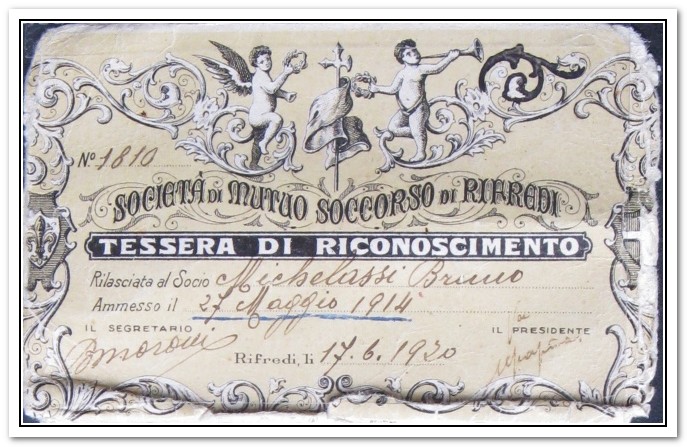 Nº 1810
SOCIETÀ DI MUTUO SOCCORSO DI RIFREDI
TESSERA DI RICONOSCIMENTO
Rilasciata al Socio Michelassi Bruno
Ammesso il 27 Maggio 1914
IL SEGRETARIO IL PRESIDENTE
Rifredi, li 17.6.1920